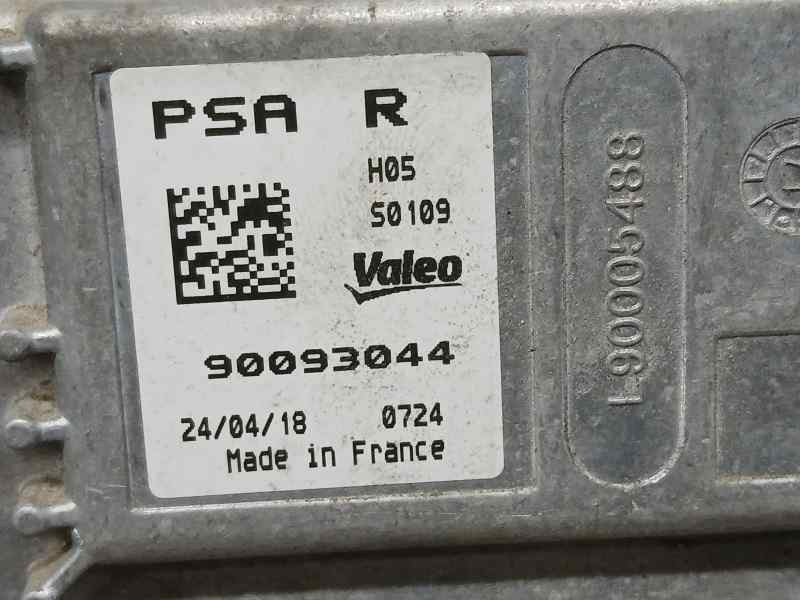 PSA R
H05
S0109
Valeo
90093044
24/04/18 0724
Made in France
L90005488